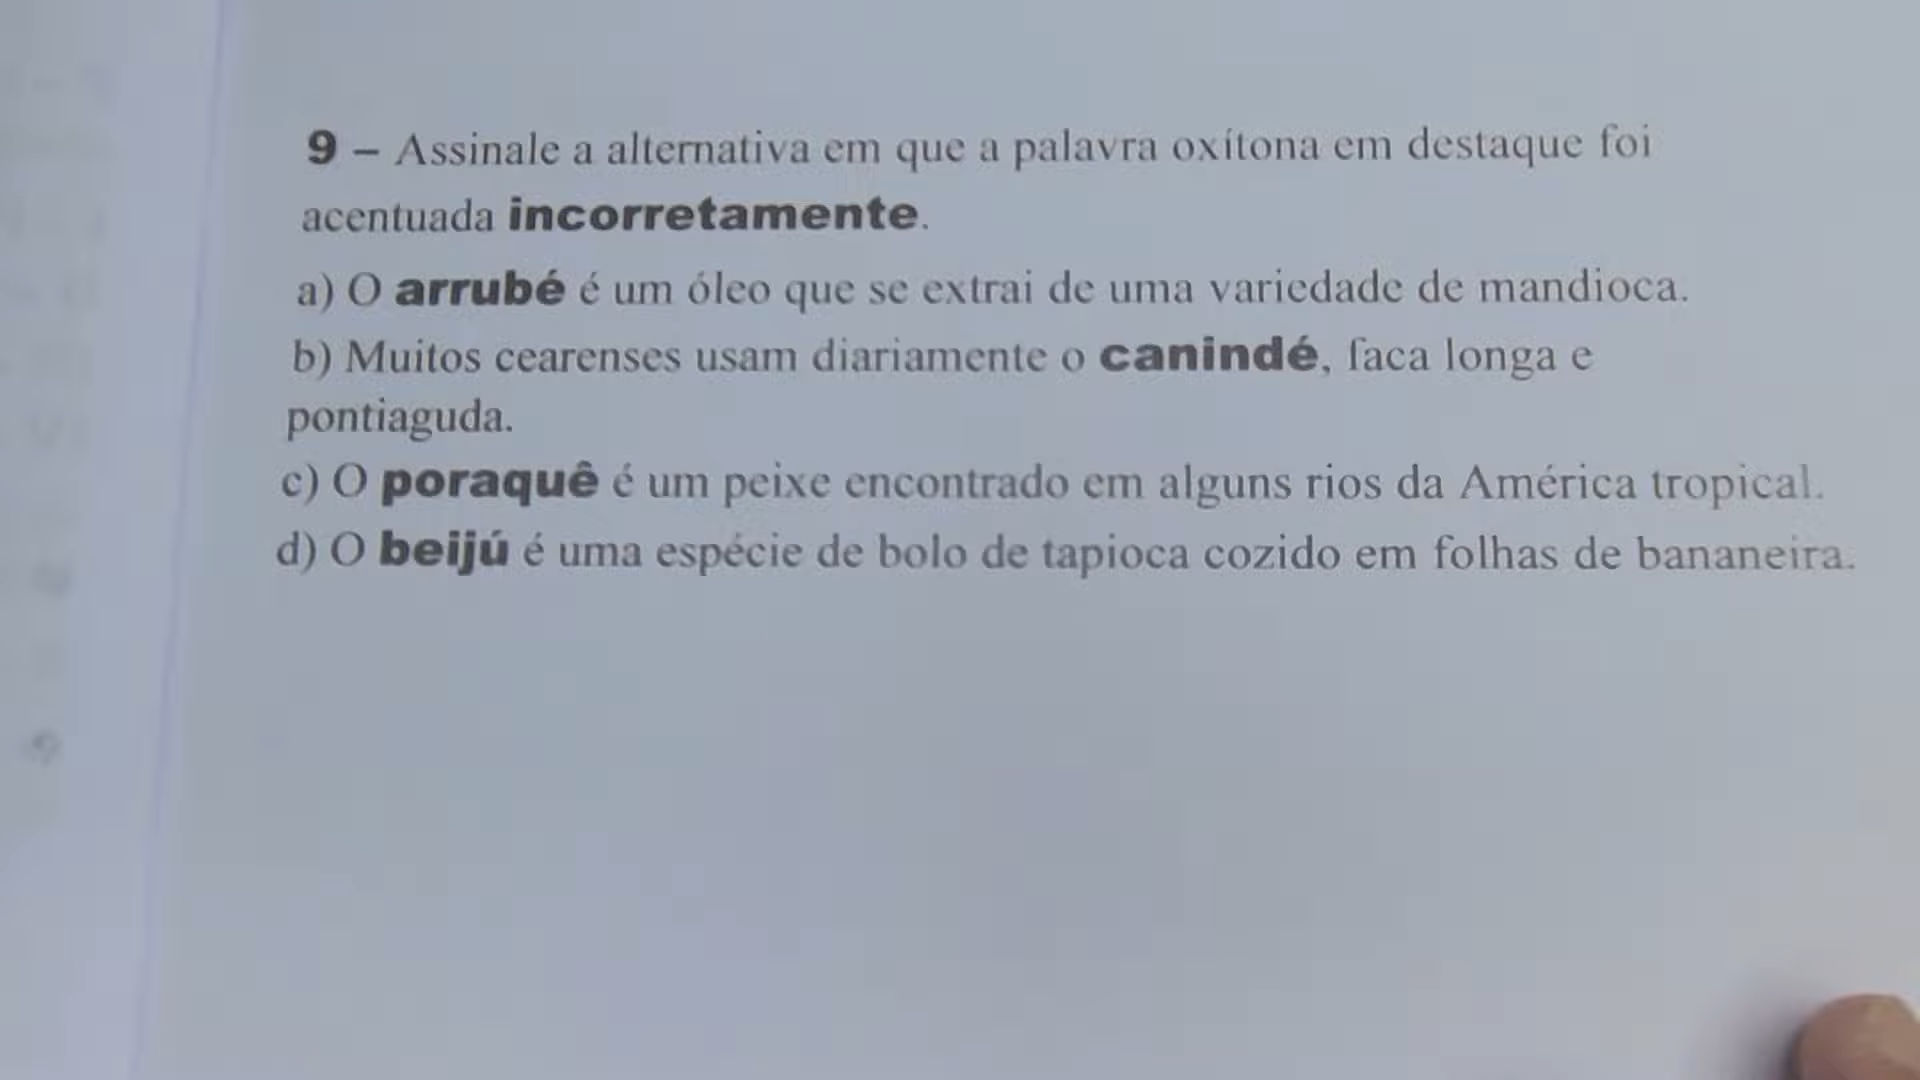 9 – Assinale a alternativa em que a palavra oxítona em destaque foi
acentuada incorretamente.
a) O arrubé é um óleo que se extrai de uma variedade de mandioca.
b) Muitos cearenses usam diariamente o canindé, faca longa e
pontiaguda.
c) O poraquê é um peixe encontrado em alguns rios da América tropical.
d) O beijú é uma espécie de bolo de tapioca cozido em folhas de bananeira.